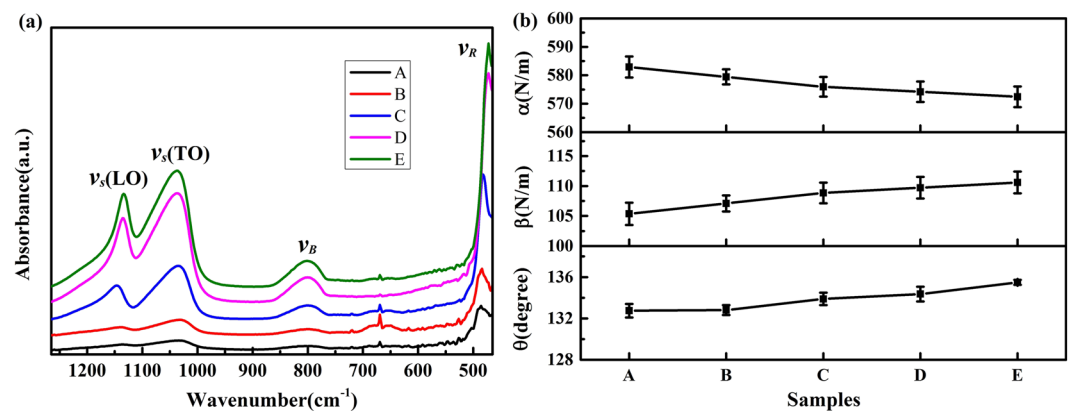 (a)
Absorbance(a.u.)
νs(LO)
νs(TO)
νB
νR
A
B
C
D
E
1200 1100 1000 900 800 700 600 500
Wavenumber(cm-1)
(b)
α(N/m)
600
590
580
570
560
β(N/m)
115
110
105
100
θ(degree)
136
132
128
A B C D E
Samples